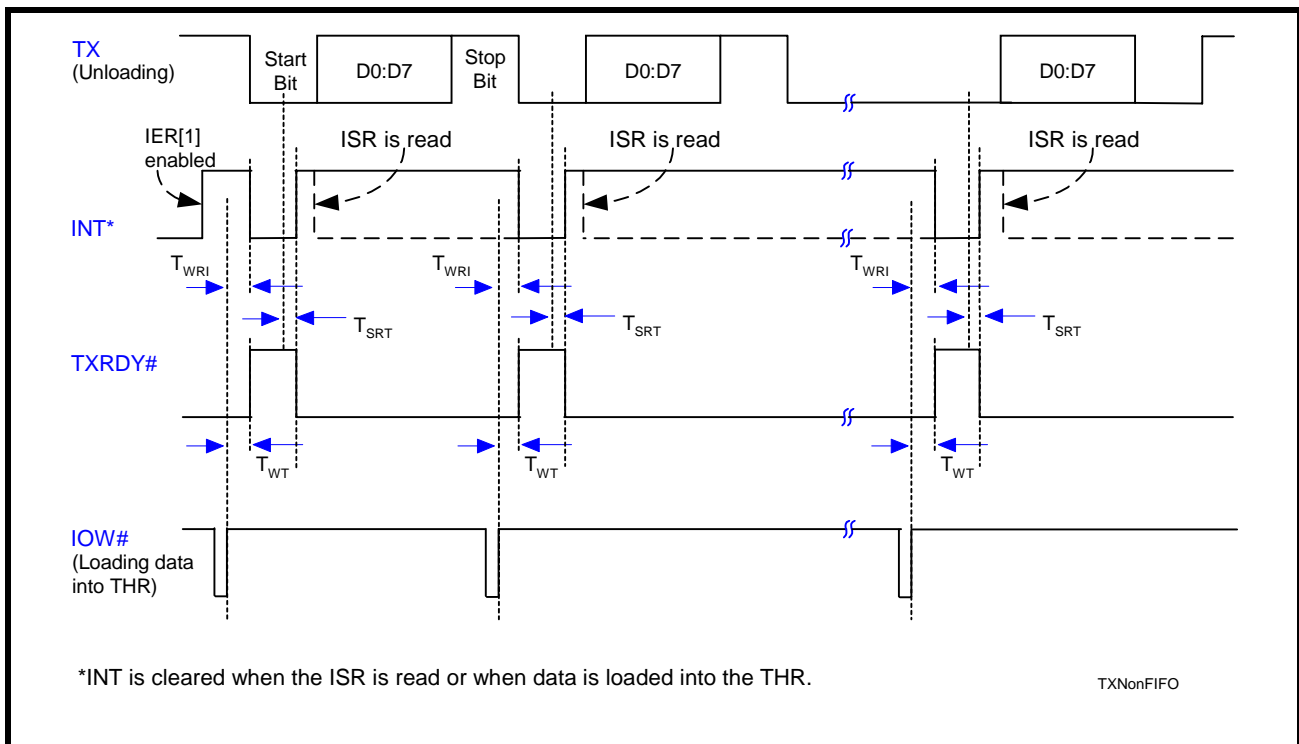 TX
(Unloading)
Start
Bit
D0:D7
Stop
Bit
D0:D7
D0:D7
IER[1]
enabled
ISR is read
ISR is read
ISR is read
INT*
TWRI
TWRI
TWRI
TSRT
TSRT
TSRT
TXRDY#
TWT
TWT
TWT
IOW#
(Loading data
into THR)
*INT is cleared when the ISR is read or when data is loaded into the THR.
TXNonFIFO